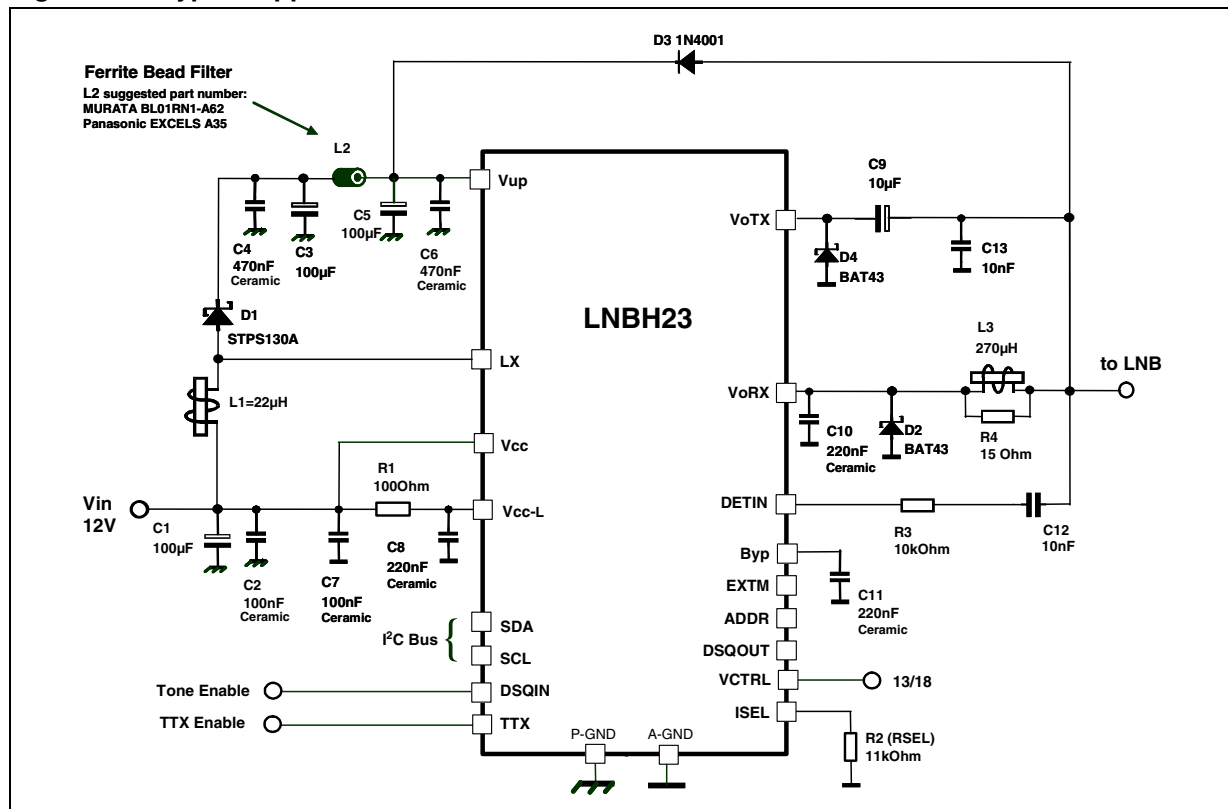 D3 1N4001
Ferrite Bead Filter
L2 suggested part number:
MURATA BL01RN1-A62
Panasonic EXCELS A35
L2
C4
470nF
Ceramic
C3
100µF
C5
100µF
C6
470nF
Ceramic
D1
STPS130A
L1=22µH
Vin
12V
C1
100µF
C2
100nF
Ceramic
C7
100nF
Ceramic
R1
100Ohm
C8
220nF
Ceramic
I²C Bus
Tone Enable
TTX Enable
LNBH23
Vup
LX
Vcc
Vcc-L
SDA
SCL
DSQIN
TTX
P-GND
A-GND
VoTX
VoRX
DETIN
Byp
EXTM
ADDR
DSQOUT
VCTRL
ISEL
C9
10µF
D4
BAT43
C13
10nF
L3
270µH
to LNB
C10
220nF
Ceramic
D2
BAT43
R4
15 Ohm
R3
10kOhm
C12
10nF
C11
220nF
Ceramic
13/18
R2 (RSEL)
11kOhm